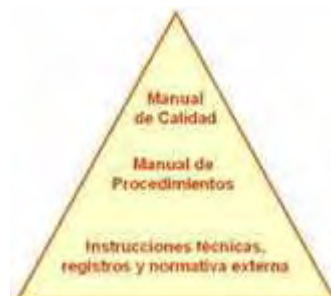 Manual
de Calidad
Manual de
Procedimientos
Instrucciones técnicas,
registros y normativa externa